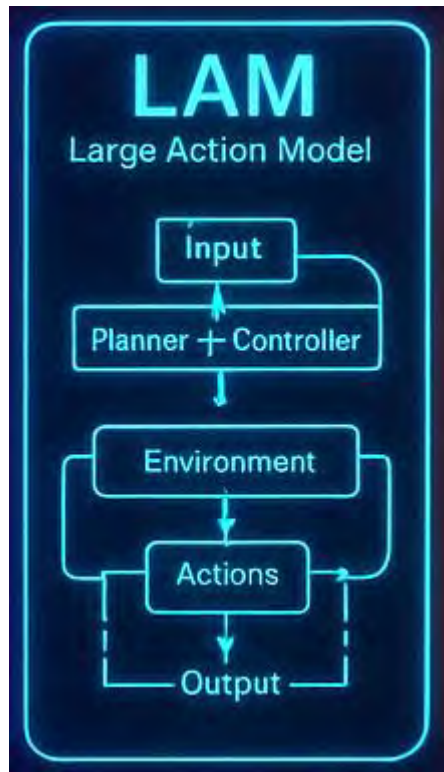 LAM
Large Action Model
Input
Planner + Controller
Environment
Actions
Output